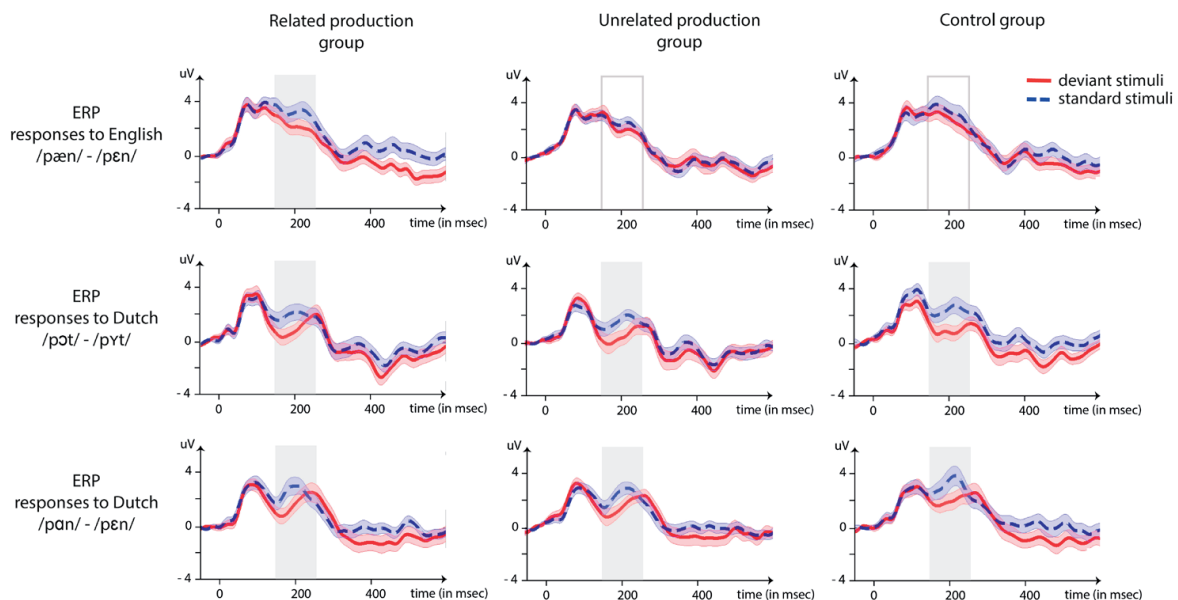 Related production
group
Unrelated production
group
Control group
deviant stimuli
standard stimuli
ERP
responses to English
/pæn/ - /pɛn/
uV
4
0
- 4
0
200
400
time (in msec)
uV
4
0
- 4
0
200
400
time (in msec)
uV
4
0
- 4
0
200
400
time (in msec)
ERP
responses to Dutch
/pɔt/ - /pʏt/
uV
4
0
- 4
0
200
400
time (in msec)
uV
4
0
- 4
0
200
400
time (in msec)
uV
4
0
- 4
0
200
400
time (in msec)
ERP
responses to Dutch
/pɑn/ - /pɛn/
uV
4
0
- 4
0
200
400
time (in msec)
uV
4
0
- 4
0
200
400
time (in msec)
uV
4
0
- 4
0
200
400
time (in msec)